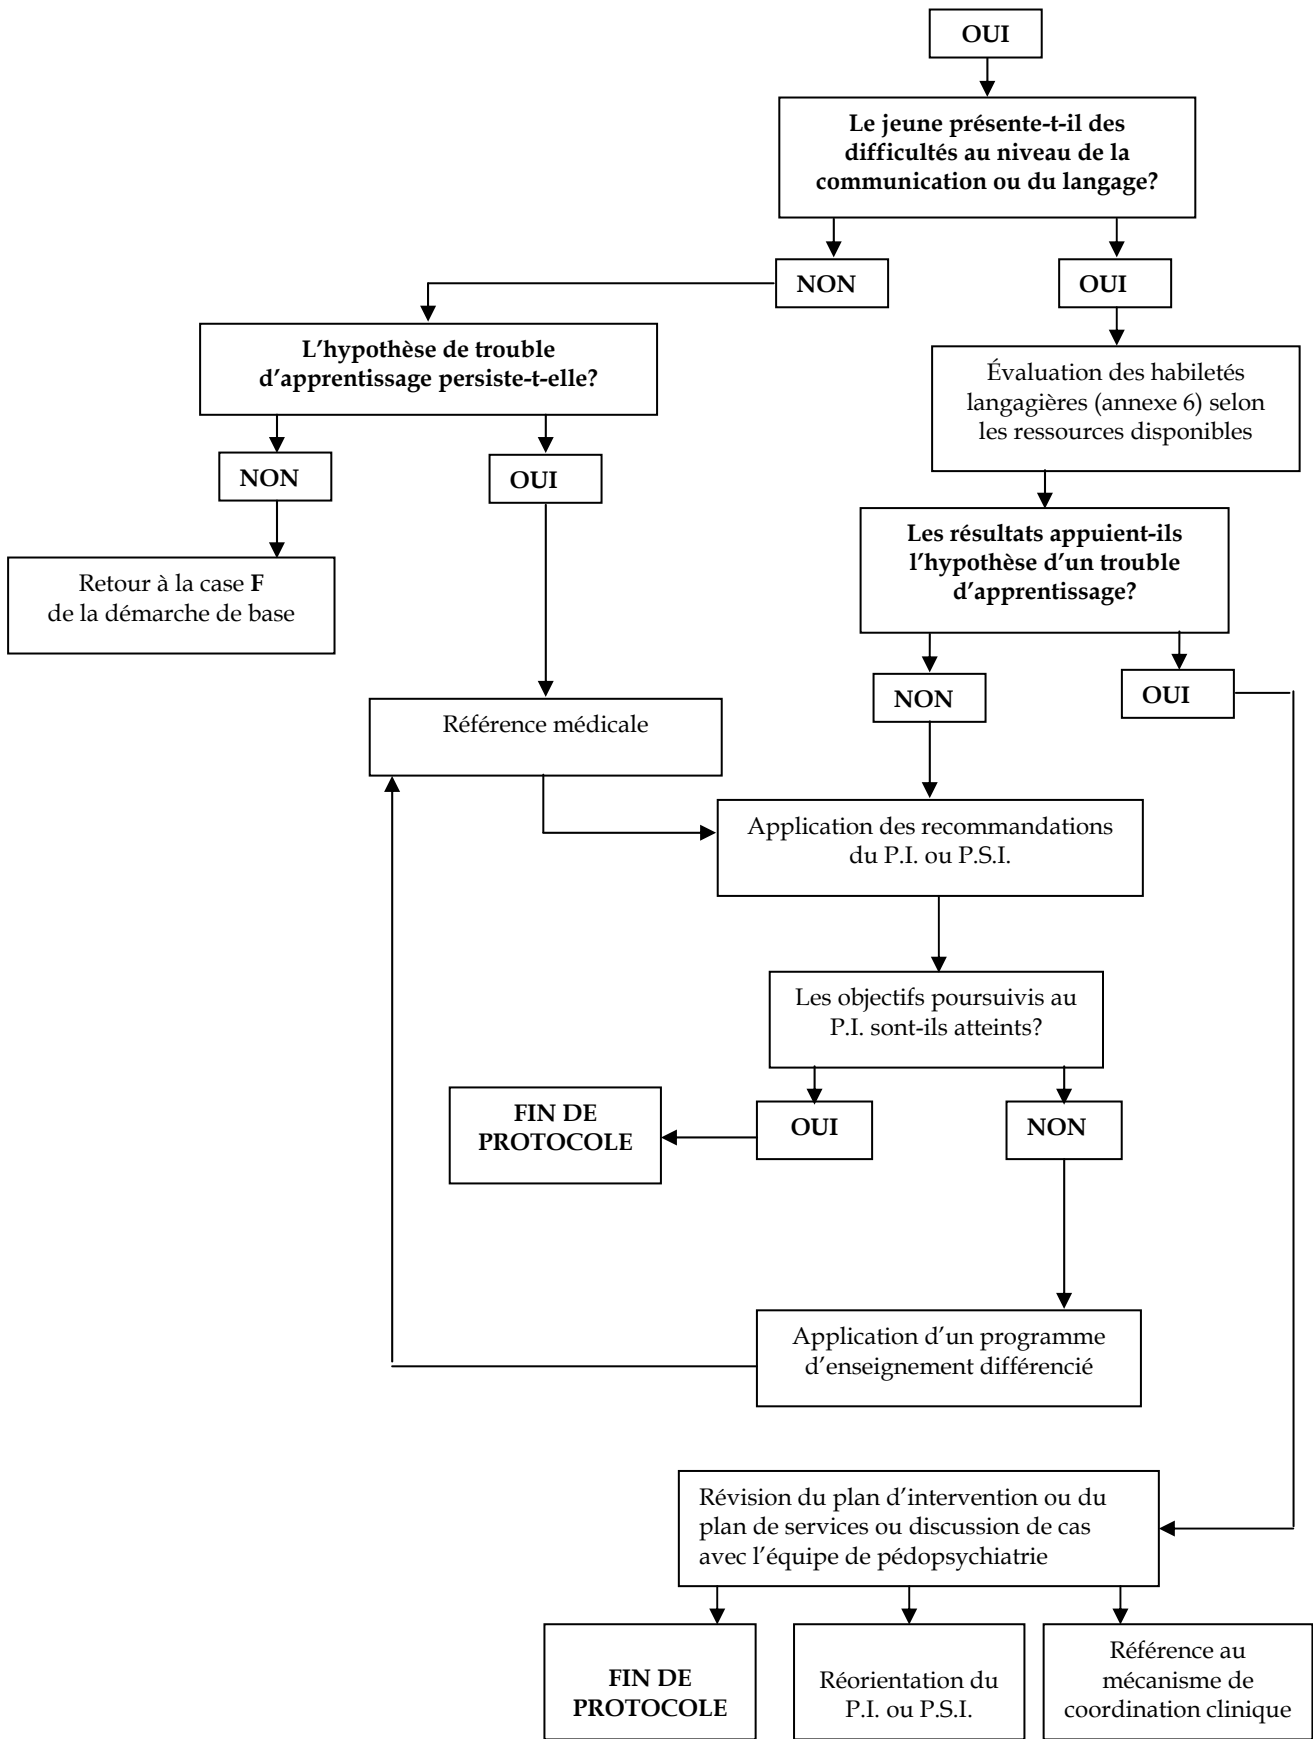 OUI
Le jeune présente-t-il des
difficultés au niveau de la
communication ou du langage?
NON
OUI
L’hypothèse de trouble
d’apprentissage persiste-t-elle?
Évaluation des habiletés
langagières (annexe 6) selon
les ressources disponibles
NON
OUI
Les résultats appuient-ils
l’hypothèse d’un trouble
d’apprentissage?
Retour à la case F
de la démarche de base
NON
OUI
Référence médicale
Application des recommandations
du P.I. ou P.S.I.
Les objectifs poursuivis au
P.I. sont-ils atteints?
FIN DE
PROTOCOLE
OUI
NON
Application d’un programme
d’enseignement différencié
Révision du plan d’intervention ou du
plan de services ou discussion de cas
avec l’équipe de pédopsychiatrie
FIN DE
PROTOCOLE
Réorientation du
P.I. ou P.S.I.
Référence au
mécanisme de
coordination clinique